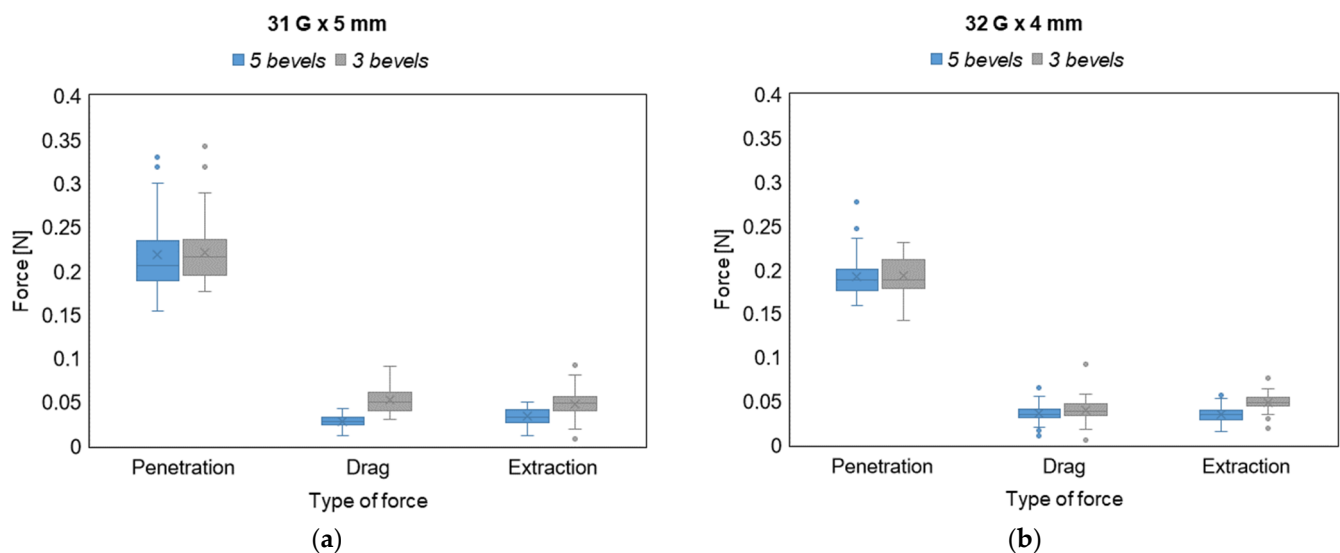 31 G x 5 mm
5 bevels 3 bevels
0.4
0.35
0.3
0.25
0.2
0.15
0.1
0.05
0
Force [N]
Penetration Drag Extraction
Type of force
(a)
32 G x 4 mm
5 bevels 3 bevels
0.4
0.35
0.3
0.25
0.2
0.15
0.1
0.05
0
Force [N]
Penetration Drag Extraction
Type of force
(b)